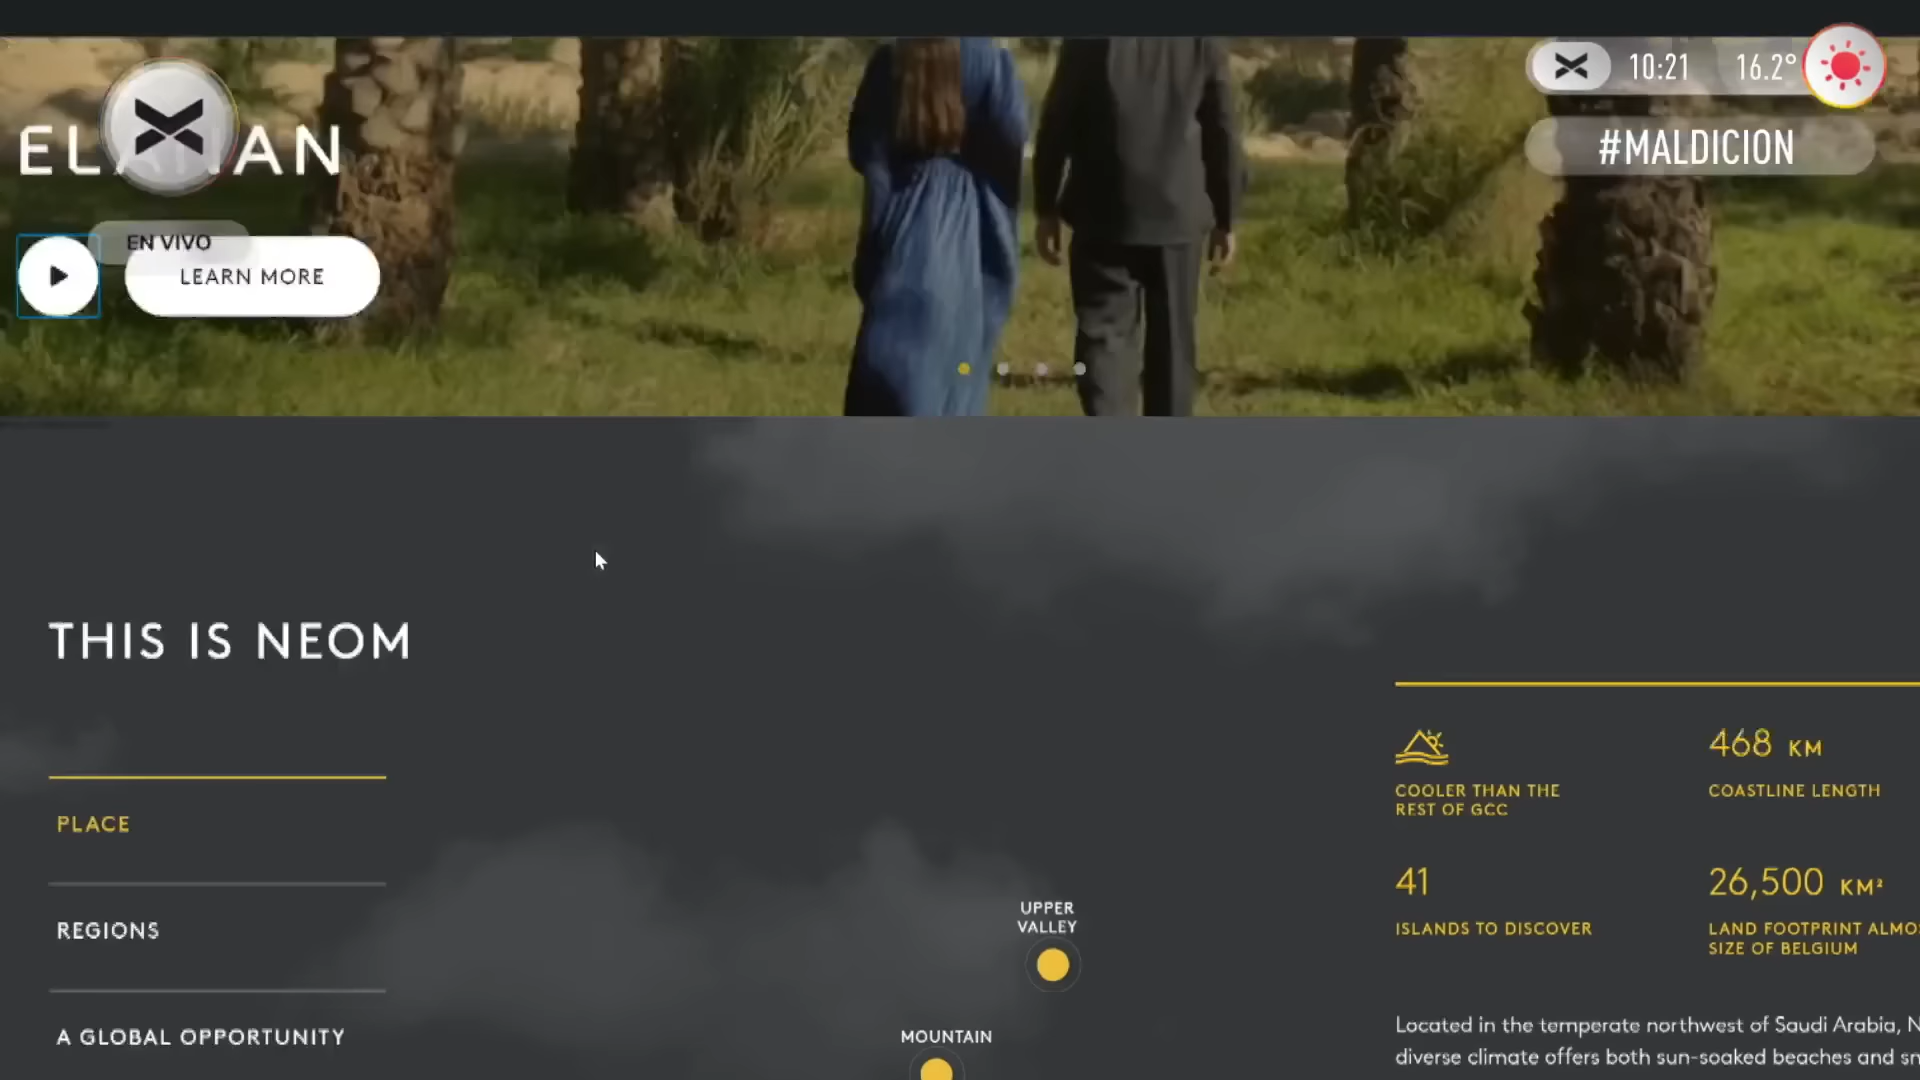 10:21 16.2°
#MALDICION
EN VIVO
LEARN MORE
THIS IS NEOM
PLACE
REGIONS
A GLOBAL OPPORTUNITY
UPPER
VALLEY
MOUNTAIN
COOLER THAN THE
REST OF GCC
468 KM
COASTLINE LENGTH
41
ISLANDS TO DISCOVER
26,500 KM²
LAND FOOTPRINT
SIZE OF BELGIUM
Located in the temperate northwest of Saudi Arabia,
diverse climate offers both sun-soaked beaches and